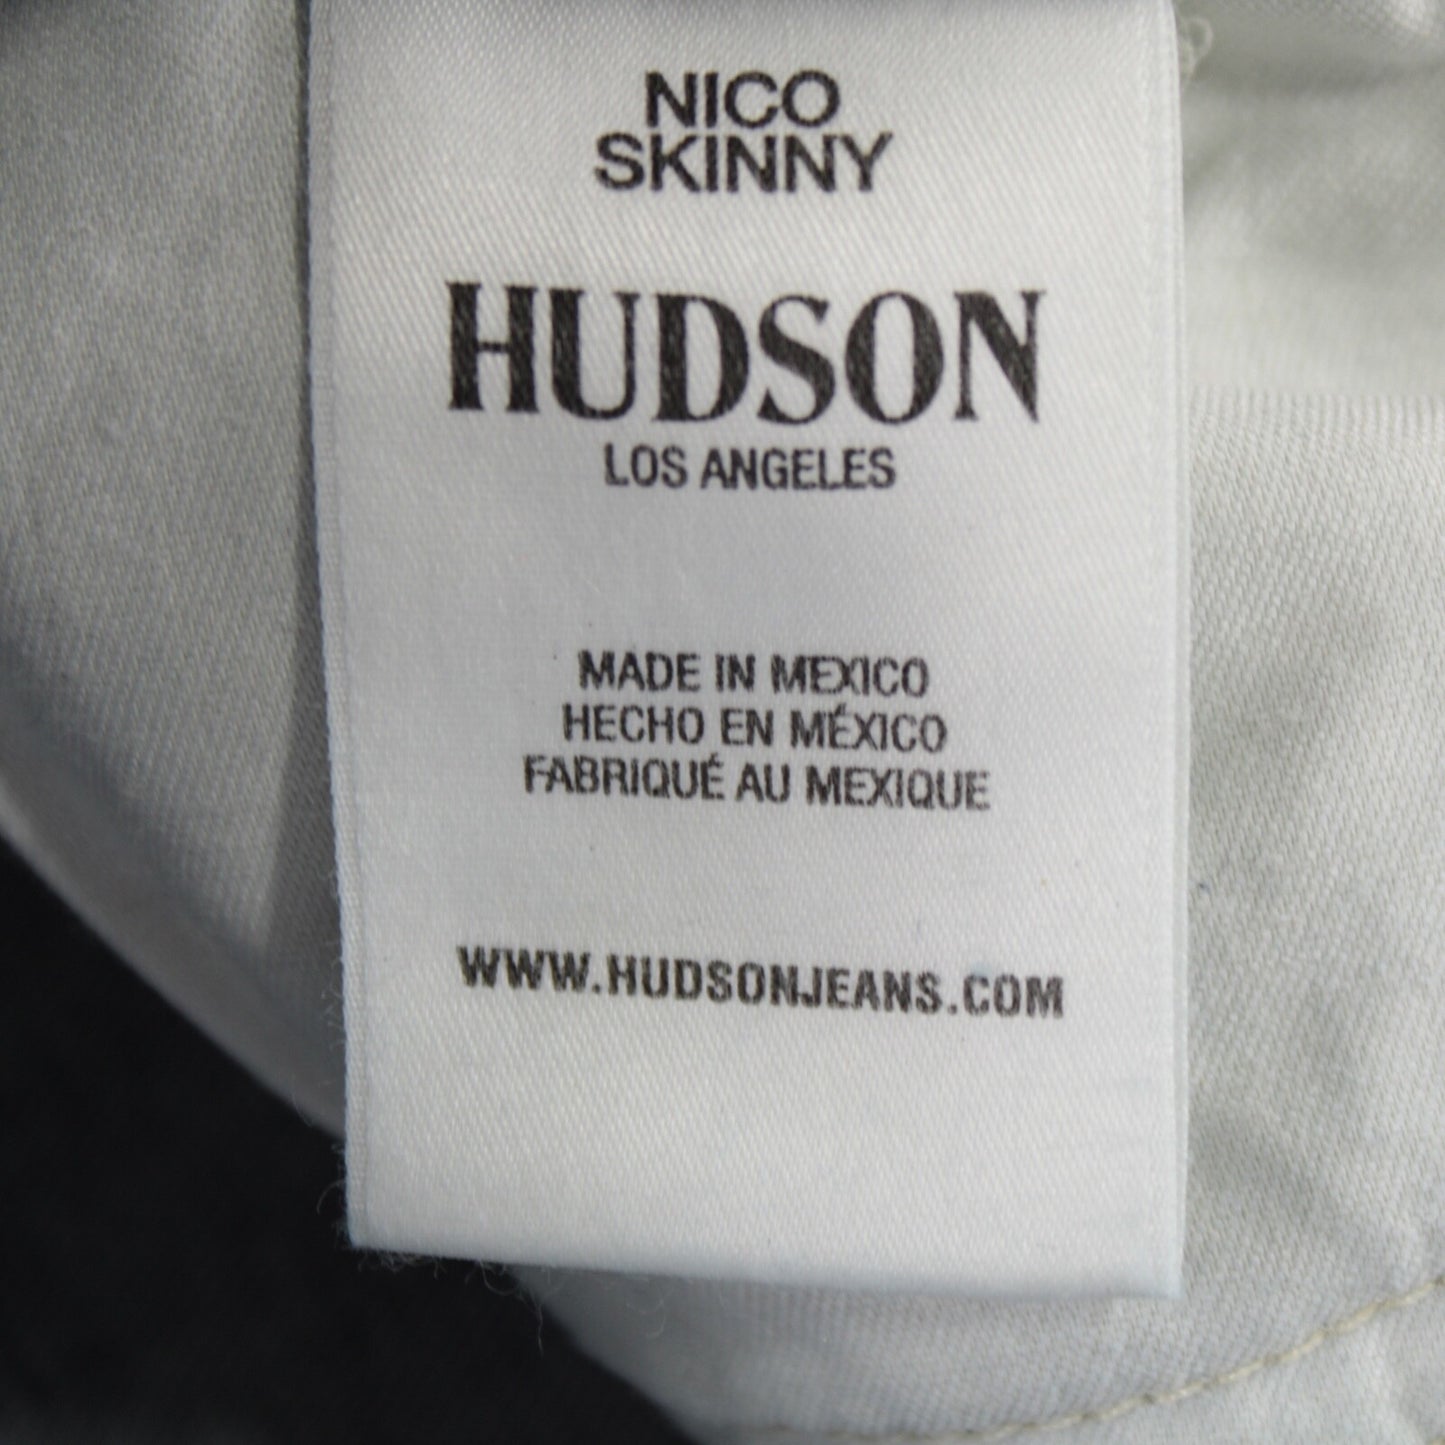 NICO
SKINNY
HUDSON
LOS ANGELES
MADE IN MEXICO
HECHO EN MÉXICO
FABRIQUÉ AU MEXIQUE
WWW.HUDSONJEANS.COM